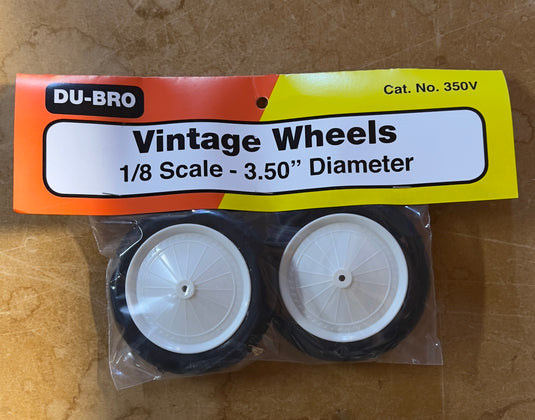 DU-BRO
Cat. No. 350V
Vintage Wheels
1/8 Scale - 3.50” Diameter